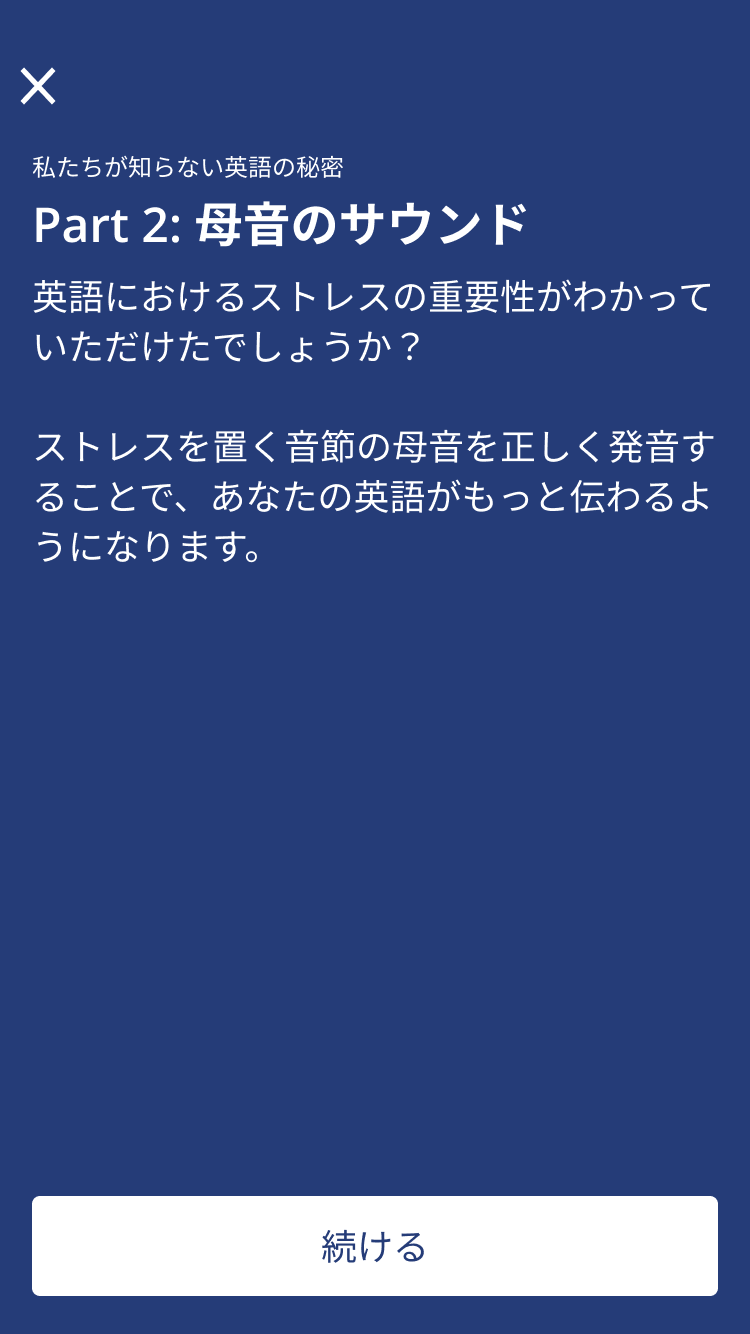 私たちが知らない英語の秘密
Part 2: 母音のサウンド
英語におけるストレスの重要性がわかって
いただけたでしょうか？
ストレスを置く音節の母音を正しく発音す
ることで、あなたの英語がもっと伝わるよ
うになります。
続ける